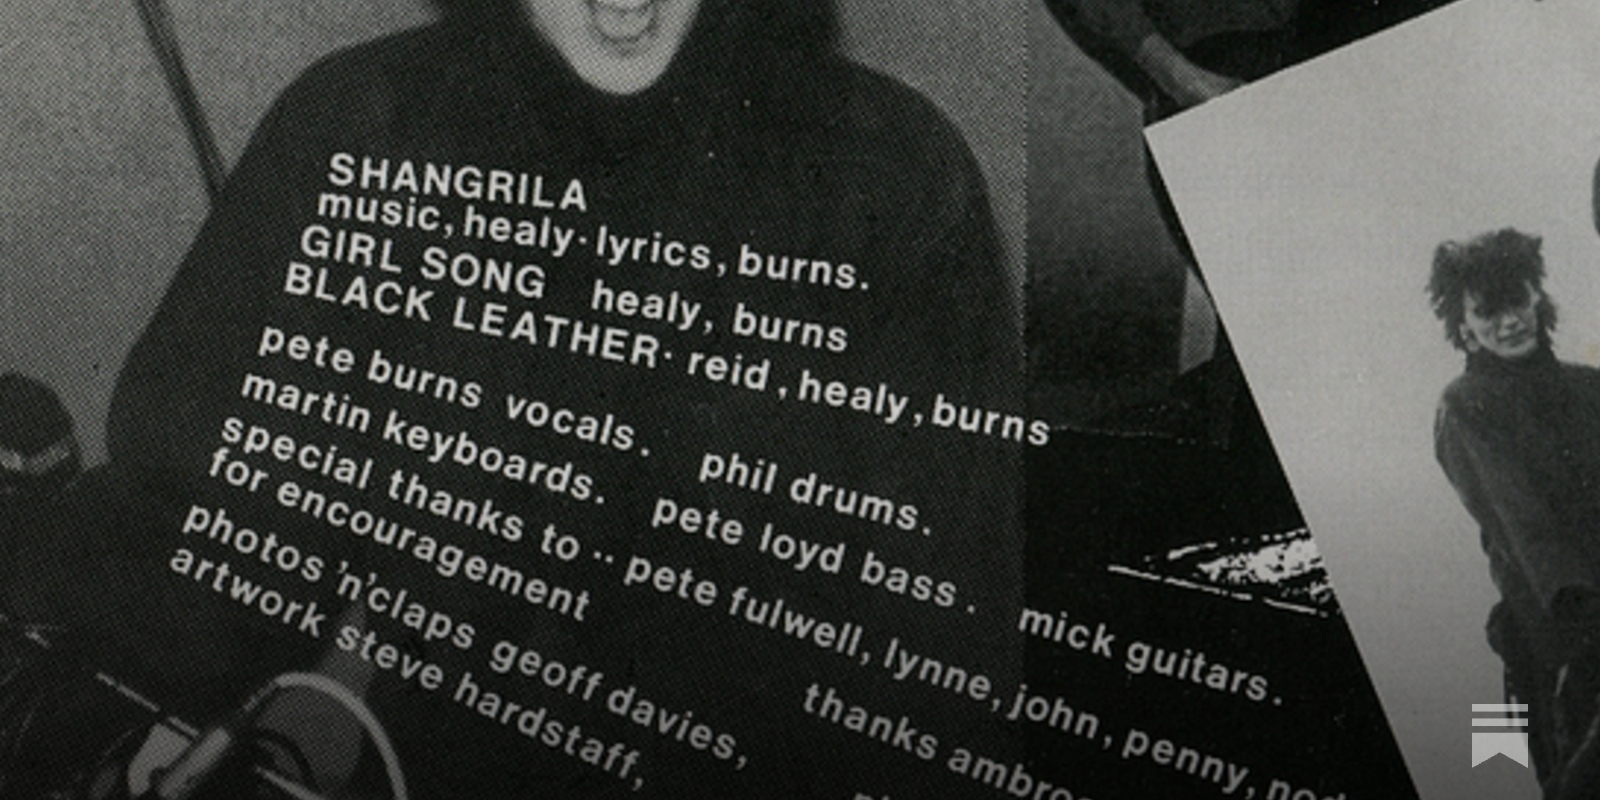 SHANGRILA
music, healy · lyrics, burns.
GIRL SONG healy, burns
BLACK LEATHER · reid, healy, burns
pete burns vocals. phil drums.
martin keyboards. pete loyd bass. mick guitars.
special thanks to ·· pete fulwell, lynne, john, penny,
for encouragement thanks
photos 'n'claps geoff davies,
artwork steve hardstaff,